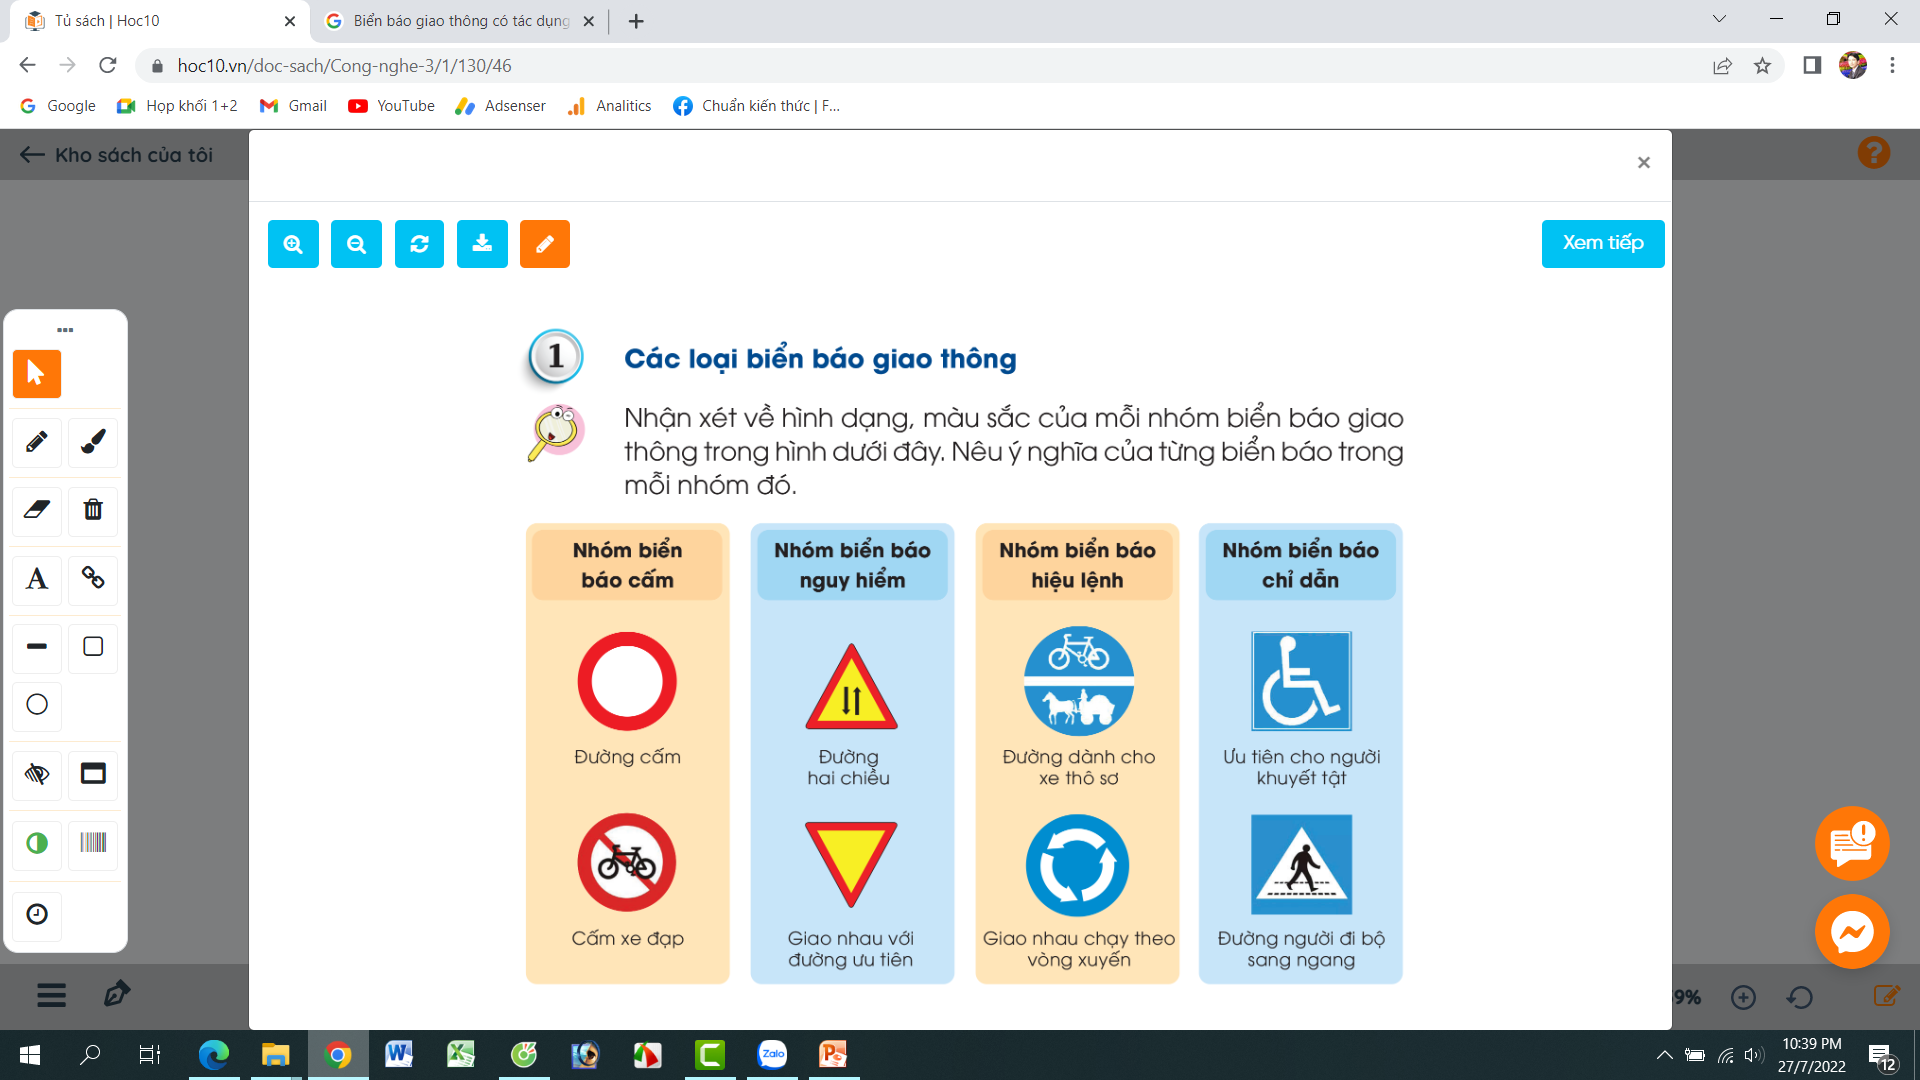 Tủ sách | Hoc10
Biển báo giao thông có tác dụng
hoc10.vn/doc-sach/Cong-nghe-3/1/130/46
Google
Họp khối 1+2
Gmail
YouTube
Adsenser
Analitics
Chuẩn kiến thức | F...
Kho sách của tôi
Xem tiếp
1
Các loại biển báo giao thông
Nhận xét về hình dạng, màu sắc của mỗi nhóm biển báo giao
thông trong hình dưới đây. Nêu ý nghĩa của từng biển báo trong
mỗi nhóm đó.
Nhóm biển
báo cấm
Đường cấm
Cấm xe đạp
Nhóm biển báo
nguy hiểm
Đường
hai chiều
Giao nhau với
đường ưu tiên
Nhóm biển báo
hiệu lệnh
Đường dành cho
xe thô sơ
Giao nhau chạy theo
vòng xuyến
Nhóm biển báo
chỉ dẫn
Ưu tiên cho người
khuyết tật
Đường người đi bộ
sang ngang
A
9%
Zalo
10:39 PM
27/7/2022
12